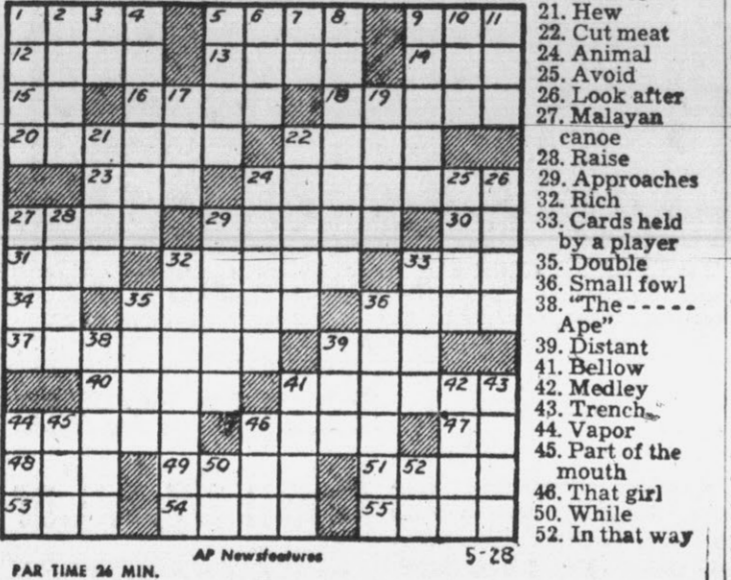 1 2 3 4 5 6 7 8 9 10 11
12 13 14
15 16 17 18 19
20 21 22
23 24 25 26
27 28 29 30
31 32 33
34 35 36
37 38 39
40 41 42 43
44 45 46 47
48 49 50 51 52
53 54 55
PAR TIME 26 MIN.
AP Newsfeatures
5-28
21. Hew
22. Cut meat
24. Animal
25. Avoid
26. Look after
27. Malayan
canoe
28. Raise
29. Approaches
32. Rich
33. Cards held
by a player
35. Double
36. Small fowl
38. "The -----
Ape"
39. Distant
41. Bellow
42. Medley
43. Trench
44. Vapor
45. Part of the
mouth
46. That girl
50. While
52. In that way